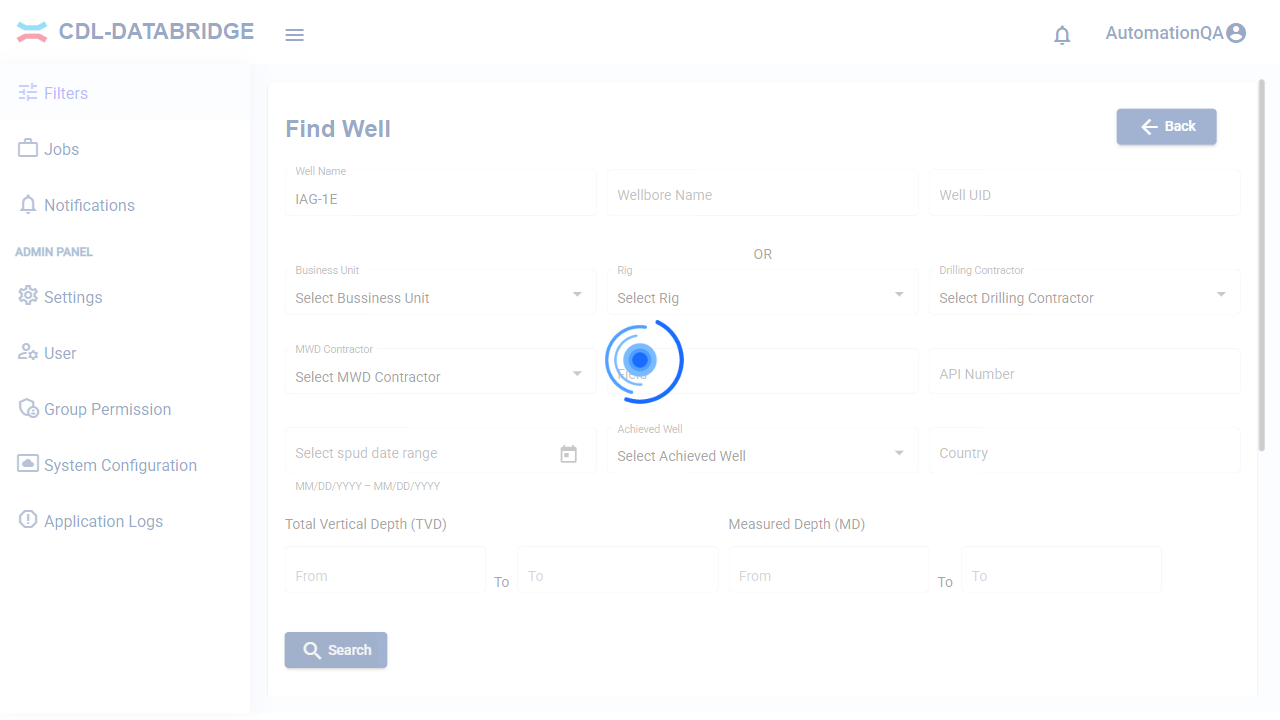 CDL-DATABRIDGE
AutomationQA
Filters
Jobs
Notifications
ADMIN PANEL
Settings
User
Group Permission
System Configuration
Application Logs
Find Well
Back
Well Name
IAG-1E
Wellbore Name
Well UID
OR
Business Unit
Select Bussiness Unit
Rig
Select Rig
Drilling Contractor
Select Drilling Contractor
MWD Contractor
Select MWD Contractor
Field
API Number
Select spud date range
MM/DD/YYYY – MM/DD/YYYY
Achieved Well
Select Achieved Well
Country
Total Vertical Depth (TVD)
From
To
To
Measured Depth (MD)
From
To
To
Search